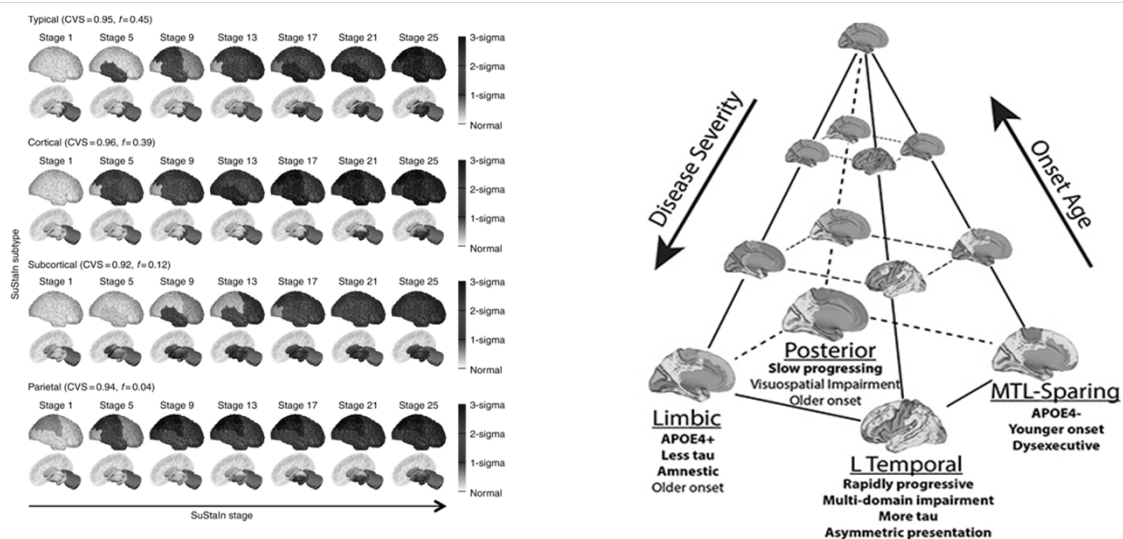 Typical (CVS=0.95, f=0.45)
Stage 1 Stage 5 Stage 9 Stage 13 Stage 17 Stage 21 Stage 25
3-sigma
2-sigma
1-sigma
Normal
Cortical (CVS=0.96, f=0.39)
Stage 1 Stage 5 Stage 9 Stage 13 Stage 17 Stage 21 Stage 25
3-sigma
2-sigma
1-sigma
Normal
Subcortical (CVS=0.92, f=0.12)
Stage 1 Stage 5 Stage 9 Stage 13 Stage 17 Stage 21 Stage 25
3-sigma
2-sigma
1-sigma
Normal
Parietal (CVS=0.94, f=0.04)
Stage 1 Stage 5 Stage 9 Stage 13 Stage 17 Stage 21 Stage 25
3-sigma
2-sigma
1-sigma
Normal
SuStaIn subtype
SuStaIn stage
Disease Severity
Onset Age
Posterior
Slow progressing
Visuospatial Impairment
Older onset
Limbic
APOE4+
Less tau
Amnestic
Older onset
MTL-Sparing
APOE4-
Younger onset
Dysexecutive
L Temporal
Rapidly progressive
Multi-domain impairment
More tau
Asymmetric presentation